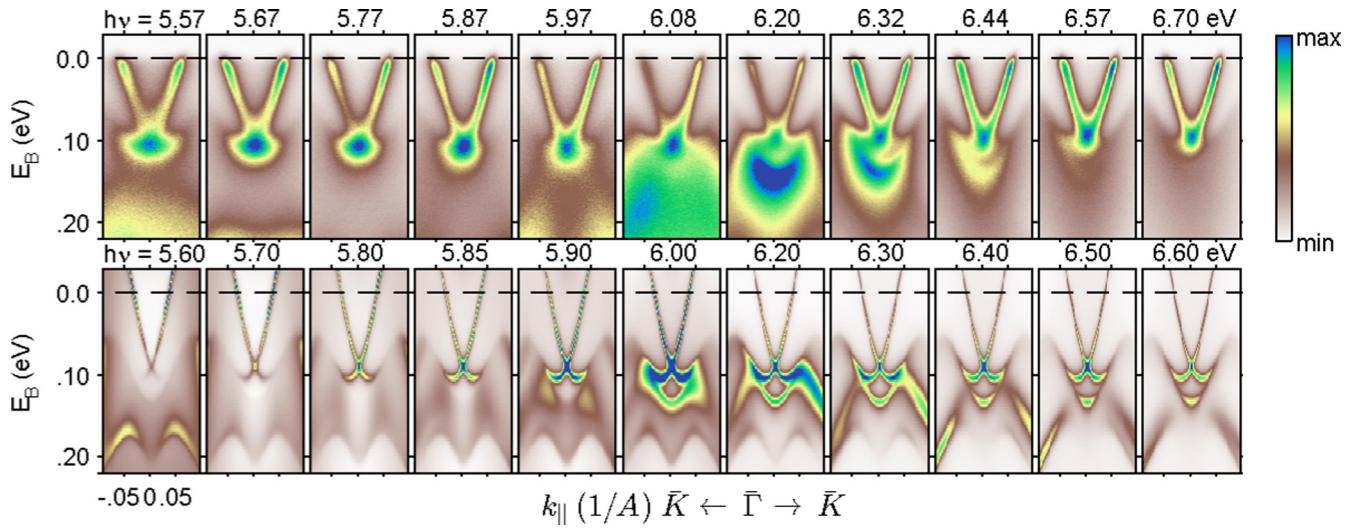 hν = 5.57 5.67 5.77 5.87 5.97 6.08 6.20 6.32 6.44 6.57 6.70 eV
max
0.0
E_B (eV)
.10
.20
min
hν = 5.60 5.70 5.80 5.85 5.90 6.00 6.20 6.30 6.40 6.50 6.60 eV
0.0
E_B (eV)
.10
.20
-.05 0.05
k_∥ (1/A) K̄ ← Γ̄ → K̄